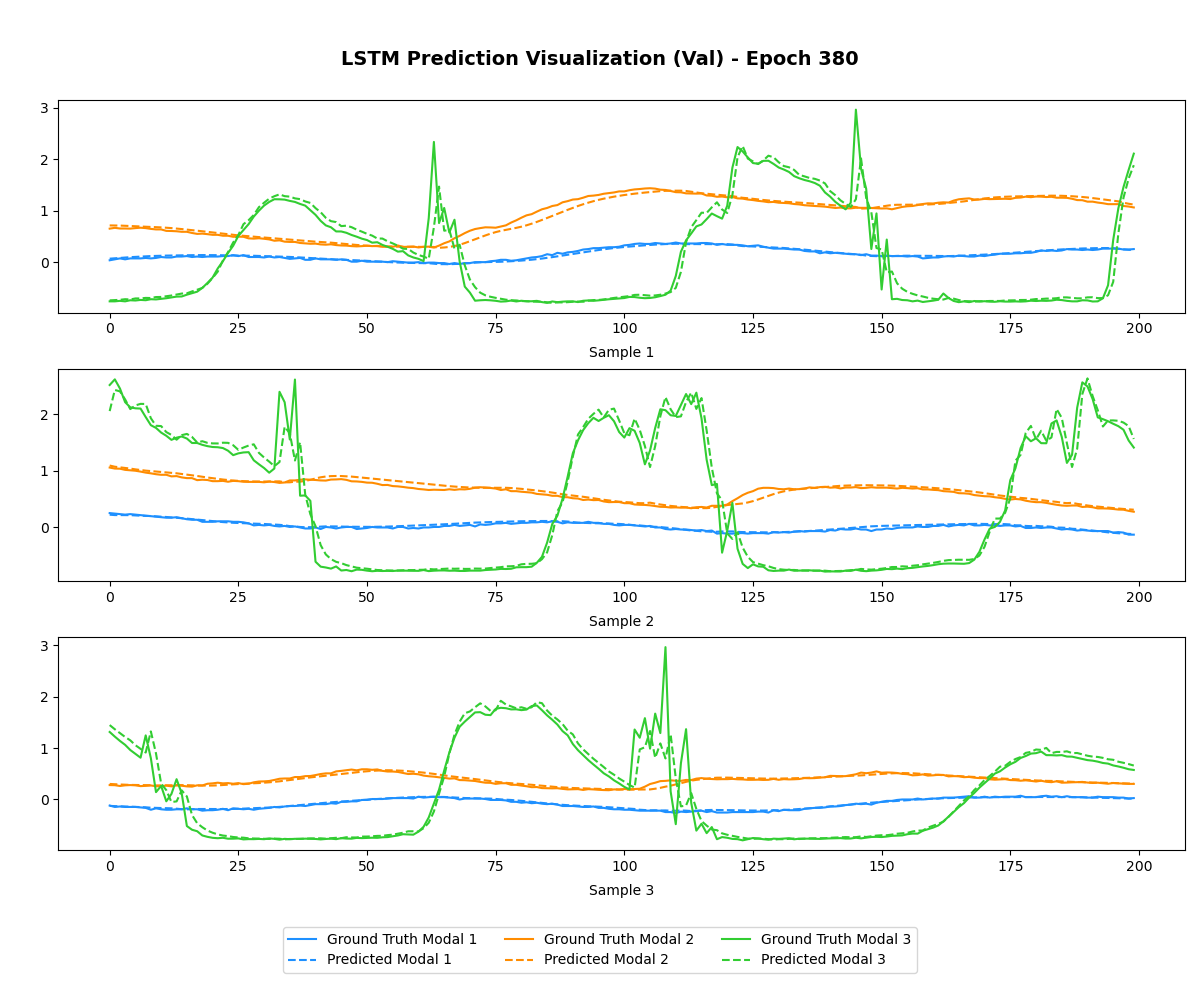 LSTM Prediction Visualization (Val) - Epoch 380
3
2
1
0
0 25 50 75 100 125 150 175 200
Sample 1
2
1
0
0 25 50 75 100 125 150 175 200
Sample 2
3
2
1
0
0 25 50 75 100 125 150 175 200
Sample 3
Ground Truth Modal 1 Ground Truth Modal 2 Ground Truth Modal 3
Predicted Modal 1 Predicted Modal 2 Predicted Modal 3